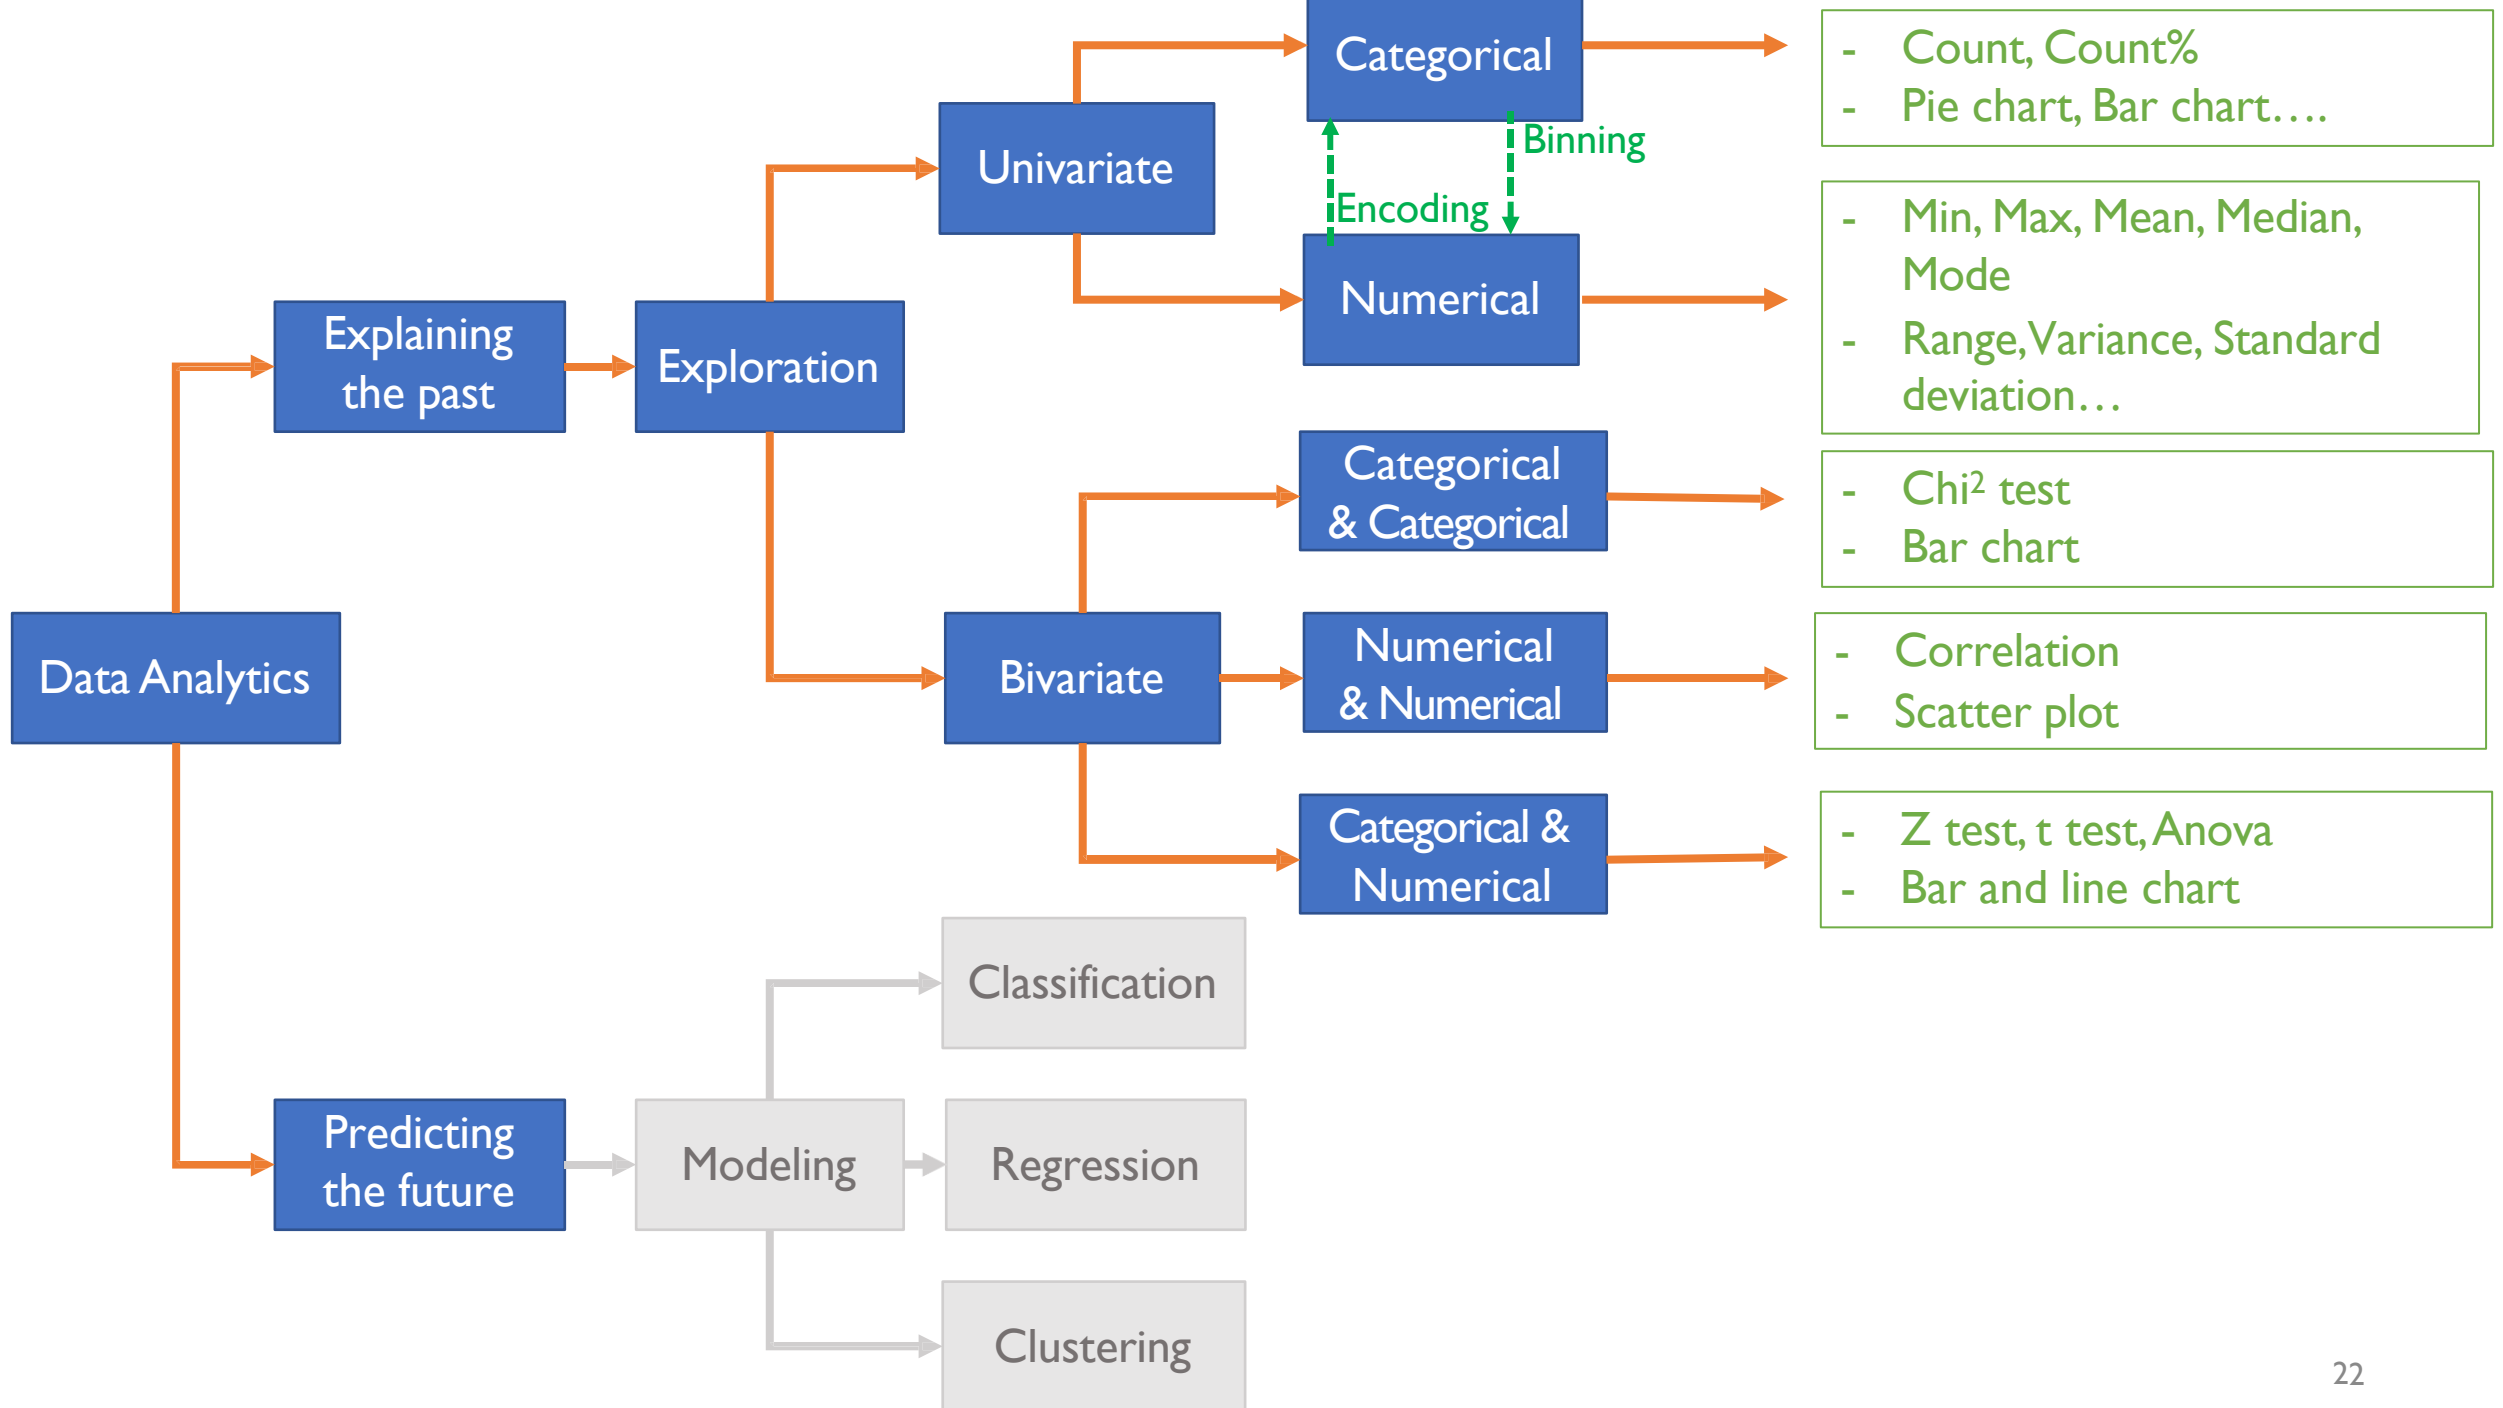 Categorical
- Count, Count%
- Pie chart, Bar chart….
Binning
Encoding
Univariate
Numerical
- Min, Max, Mean, Median,
Mode
- Range, Variance, Standard
deviation…
Explaining
the past
Exploration
Categorical
& Categorical
- Chi² test
- Bar chart
Data Analytics
Bivariate
Numerical
& Numerical
- Correlation
- Scatter plot
Categorical &
Numerical
- Z test, t test, Anova
- Bar and line chart
Classification
Predicting
the future
Modeling
Regression
Clustering
22